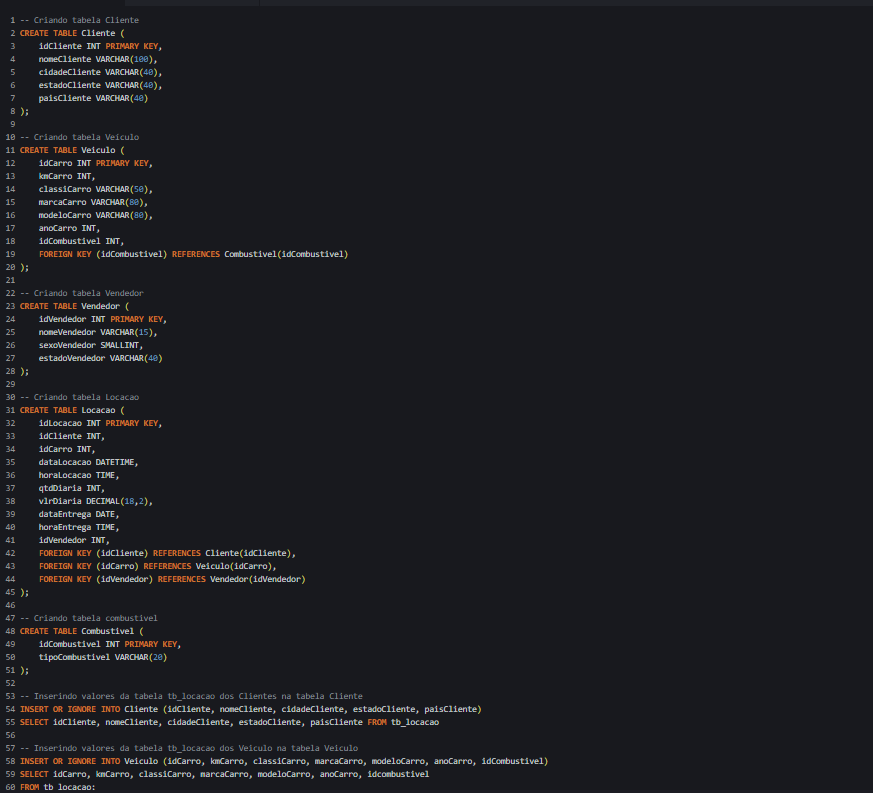 1 -- Criando tabela Cliente
2 CREATE TABLE Cliente (
3 idCliente INT PRIMARY KEY,
4 nomeCliente VARCHAR(100),
5 cidadeCliente VARCHAR(40),
6 estadoCliente VARCHAR(40),
7 paisCliente VARCHAR(40)
8 );
9
10 -- Criando tabela Veiculo
11 CREATE TABLE Veiculo (
12 idCarro INT PRIMARY KEY,
13 kmCarro INT,
14 classiCarro VARCHAR(50),
15 marcaCarro VARCHAR(80),
16 modeloCarro VARCHAR(80),
17 anoCarro INT,
18 idCombustivel INT,
19 FOREIGN KEY (idCombustivel) REFERENCES Combustivel(idCombustivel)
20 );
21
22 -- Criando tabela Vendedor
23 CREATE TABLE Vendedor (
24 idVendedor INT PRIMARY KEY,
25 nomeVendedor VARCHAR(15),
26 sexoVendedor SMALLINT,
27 estadoVendedor VARCHAR(40)
28 );
29
30 -- Criando tabela Locacao
31 CREATE TABLE Locacao (
32 idLocacao INT PRIMARY KEY,
33 idCliente INT,
34 idCarro INT,
35 dataLocacao DATETIME,
36 horaLocacao TIME,
37 qtdDiaria INT,
38 vlrDiaria DECIMAL(18,2),
39 dataEntrega DATE,
40 horaEntrega TIME,
41 idVendedor INT,
42 FOREIGN KEY (idCliente) REFERENCES Cliente(idCliente),
43 FOREIGN KEY (idCarro) REFERENCES Veiculo(idCarro),
44 FOREIGN KEY (idVendedor) REFERENCES Vendedor(idVendedor)
45 );
46
47 -- Criando tabela combustivel
48 CREATE TABLE Combustivel (
49 idCombustivel INT PRIMARY KEY,
50 tipoCombustivel VARCHAR(20)
51 );
52
53 -- Inserindo valores da tabela tb_locacao dos Clientes na tabela Cliente
54 INSERT OR IGNORE INTO Cliente (idCliente, nomeCliente, cidadeCliente, estadoCliente, paisCliente)
55 SELECT idCliente, nomeCliente, cidadeCliente, estadoCliente, paisCliente FROM tb_locacao
56
57 -- Inserindo valores da tabela tb_locacao dos Veiculo na tabela Veiculo
58 INSERT OR IGNORE INTO Veiculo (idCarro, kmCarro, classiCarro, marcaCarro, modeloCarro, anoCarro, idCombustivel)
59 SELECT idCarro, kmCarro, classiCarro, marcaCarro, modeloCarro, anoCarro, idcombustivel
60 FROM tb_locacao;